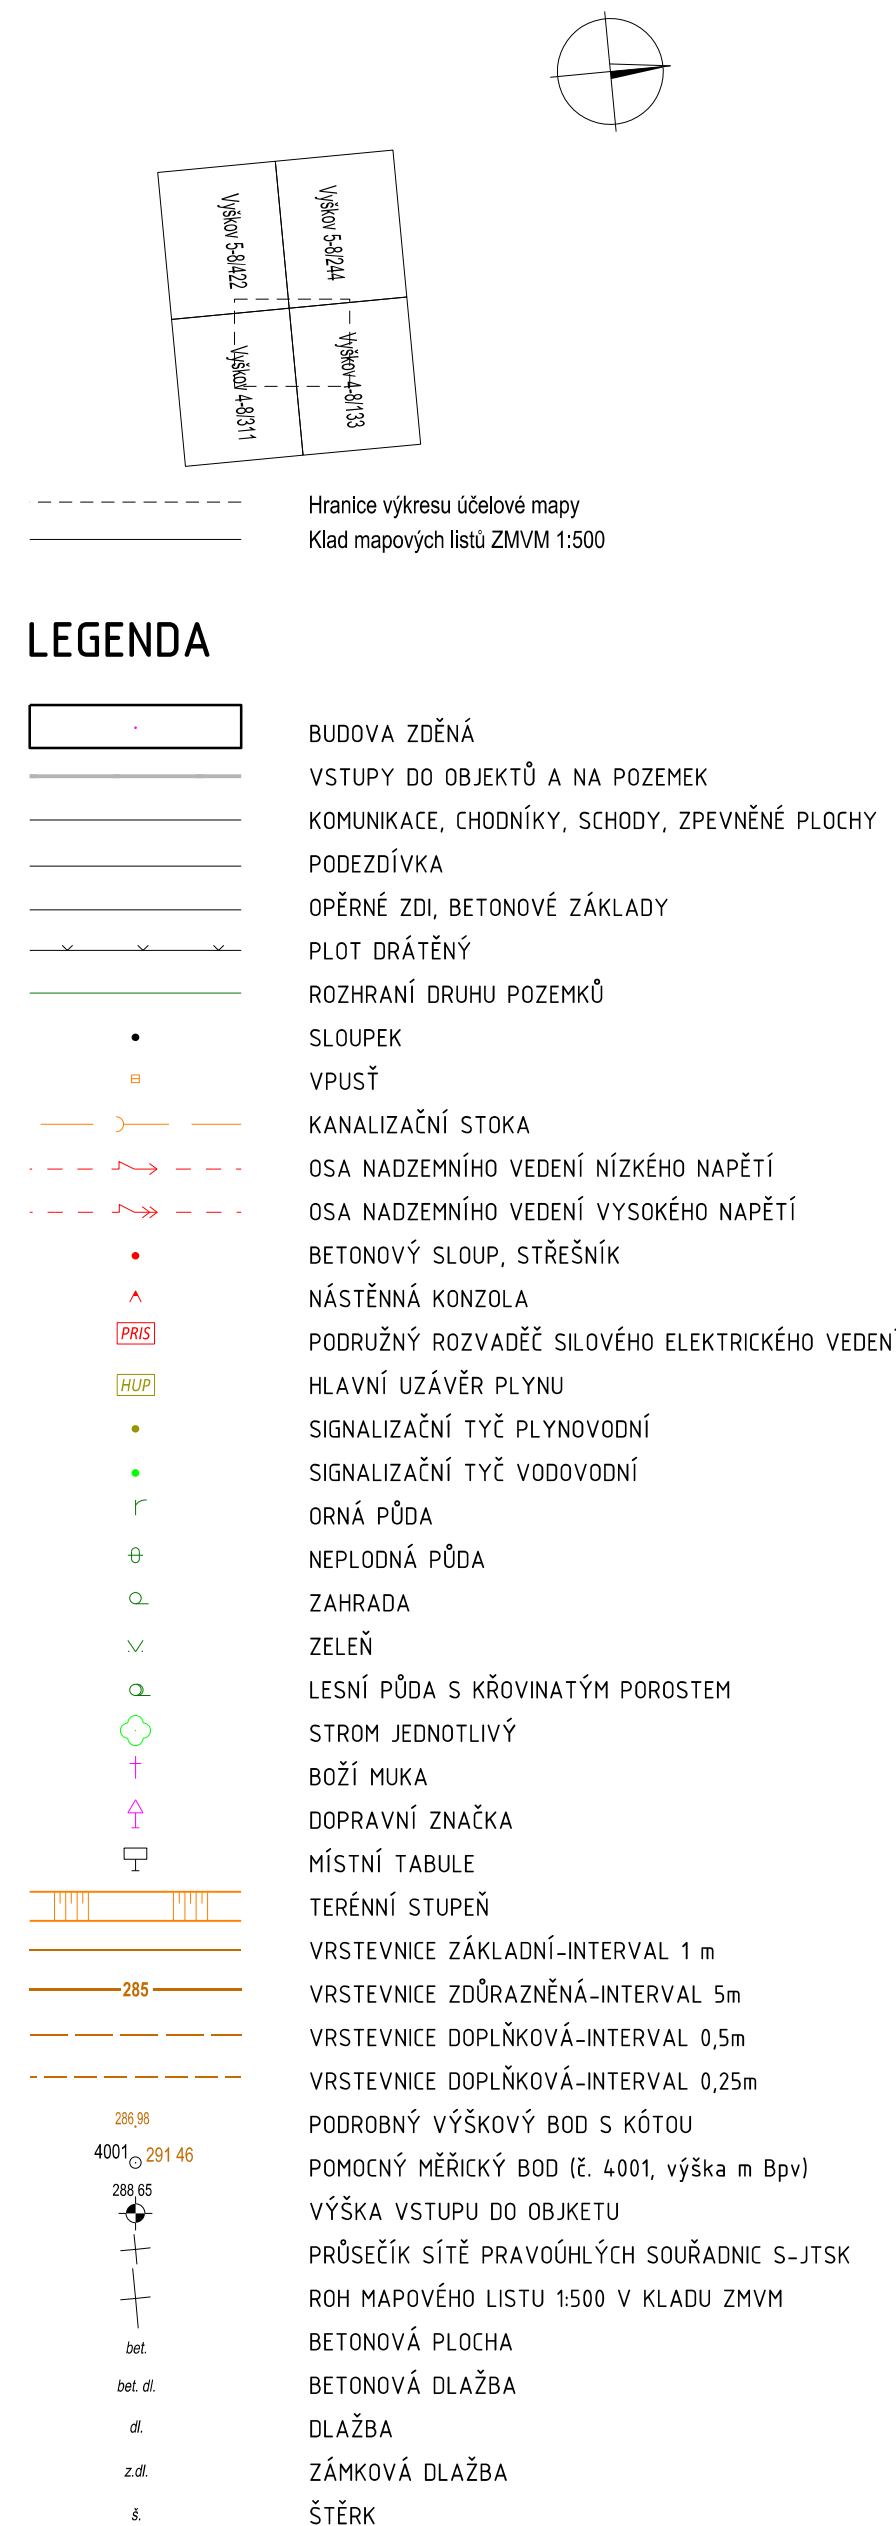 Vyškov 5-8/422
Vyškov 5-8/244
Vyškov 4-8/311
Vyškov 4-8/133
Hranice výkresu účelové mapy
Klad mapových listů ZMVM 1:500
LEGENDA
BUDOVA ZDĚNÁ
VSTUPY DO OBJEKTŮ A NA POZEMEK
KOMUNIKACE, CHODNÍKY, SCHODY, ZPEVNĚNÉ PLOCHY
PODEZDÍVKA
OPĚRNÉ ZDI, BETONOVÉ ZÁKLADY
PLOT DRÁTĚNÝ
ROZHRANÍ DRUHU POZEMKŮ
SLOUPEK
VPUSŤ
KANALIZAČNÍ STOKA
OSA NADZEMNÍHO VEDENÍ NÍZKÉHO NAPĚTÍ
OSA NADZEMNÍHO VEDENÍ VYSOKÉHO NAPĚTÍ
BETONOVÝ SLOUP, STŘEŠNÍK
NÁSTĚNNÁ KONZOLA
PRIS PODRUŽNÝ ROZVADĚČ SILOVÉHO ELEKTRICKÉHO VEDENÍ
HUP HLAVNÍ UZÁVĚR PLYNU
SIGNALIZAČNÍ TYČ PLYNOVODNÍ
SIGNALIZAČNÍ TYČ VODOVODNÍ
ORNÁ PŮDA
NEPLODNÁ PŮDA
ZAHRADA
ZELEŇ
LESNÍ PŮDA S KŘOVINATÝM POROSTEM
STROM JEDNOTLIVÝ
BOŽÍ MUKA
DOPRAVNÍ ZNAČKA
MÍSTNÍ TABULE
TERÉNNÍ STUPEŇ
VRSTEVNICE ZÁKLADNÍ-INTERVAL 1 m
285 VRSTEVNICE ZDŮRAZNĚNÁ-INTERVAL 5m
VRSTEVNICE DOPLŇKOVÁ-INTERVAL 0,5m
VRSTEVNICE DOPLŇKOVÁ-INTERVAL 0,25m
286.98 PODROBNÝ VÝŠKOVÝ BOD S KÓTOU
4001 291 46 POMOCNÝ MĚŘICKÝ BOD (č. 4001, výška m Bpv)
288 65 VÝŠKA VSTUPU DO OBJKETU
PRŮSEČÍK SÍTĚ PRAVOÚHLÝCH SOUŘADNIC S-JTSK
ROH MAPOVÉHO LISTU 1:500 V KLADU ZMVM
bet. BETONOVÁ PLOCHA
bet. dl. BETONOVÁ DLAŽBA
dl. DLAŽBA
z.dl. ZÁMKOVÁ DLAŽBA
š. ŠTĚRK